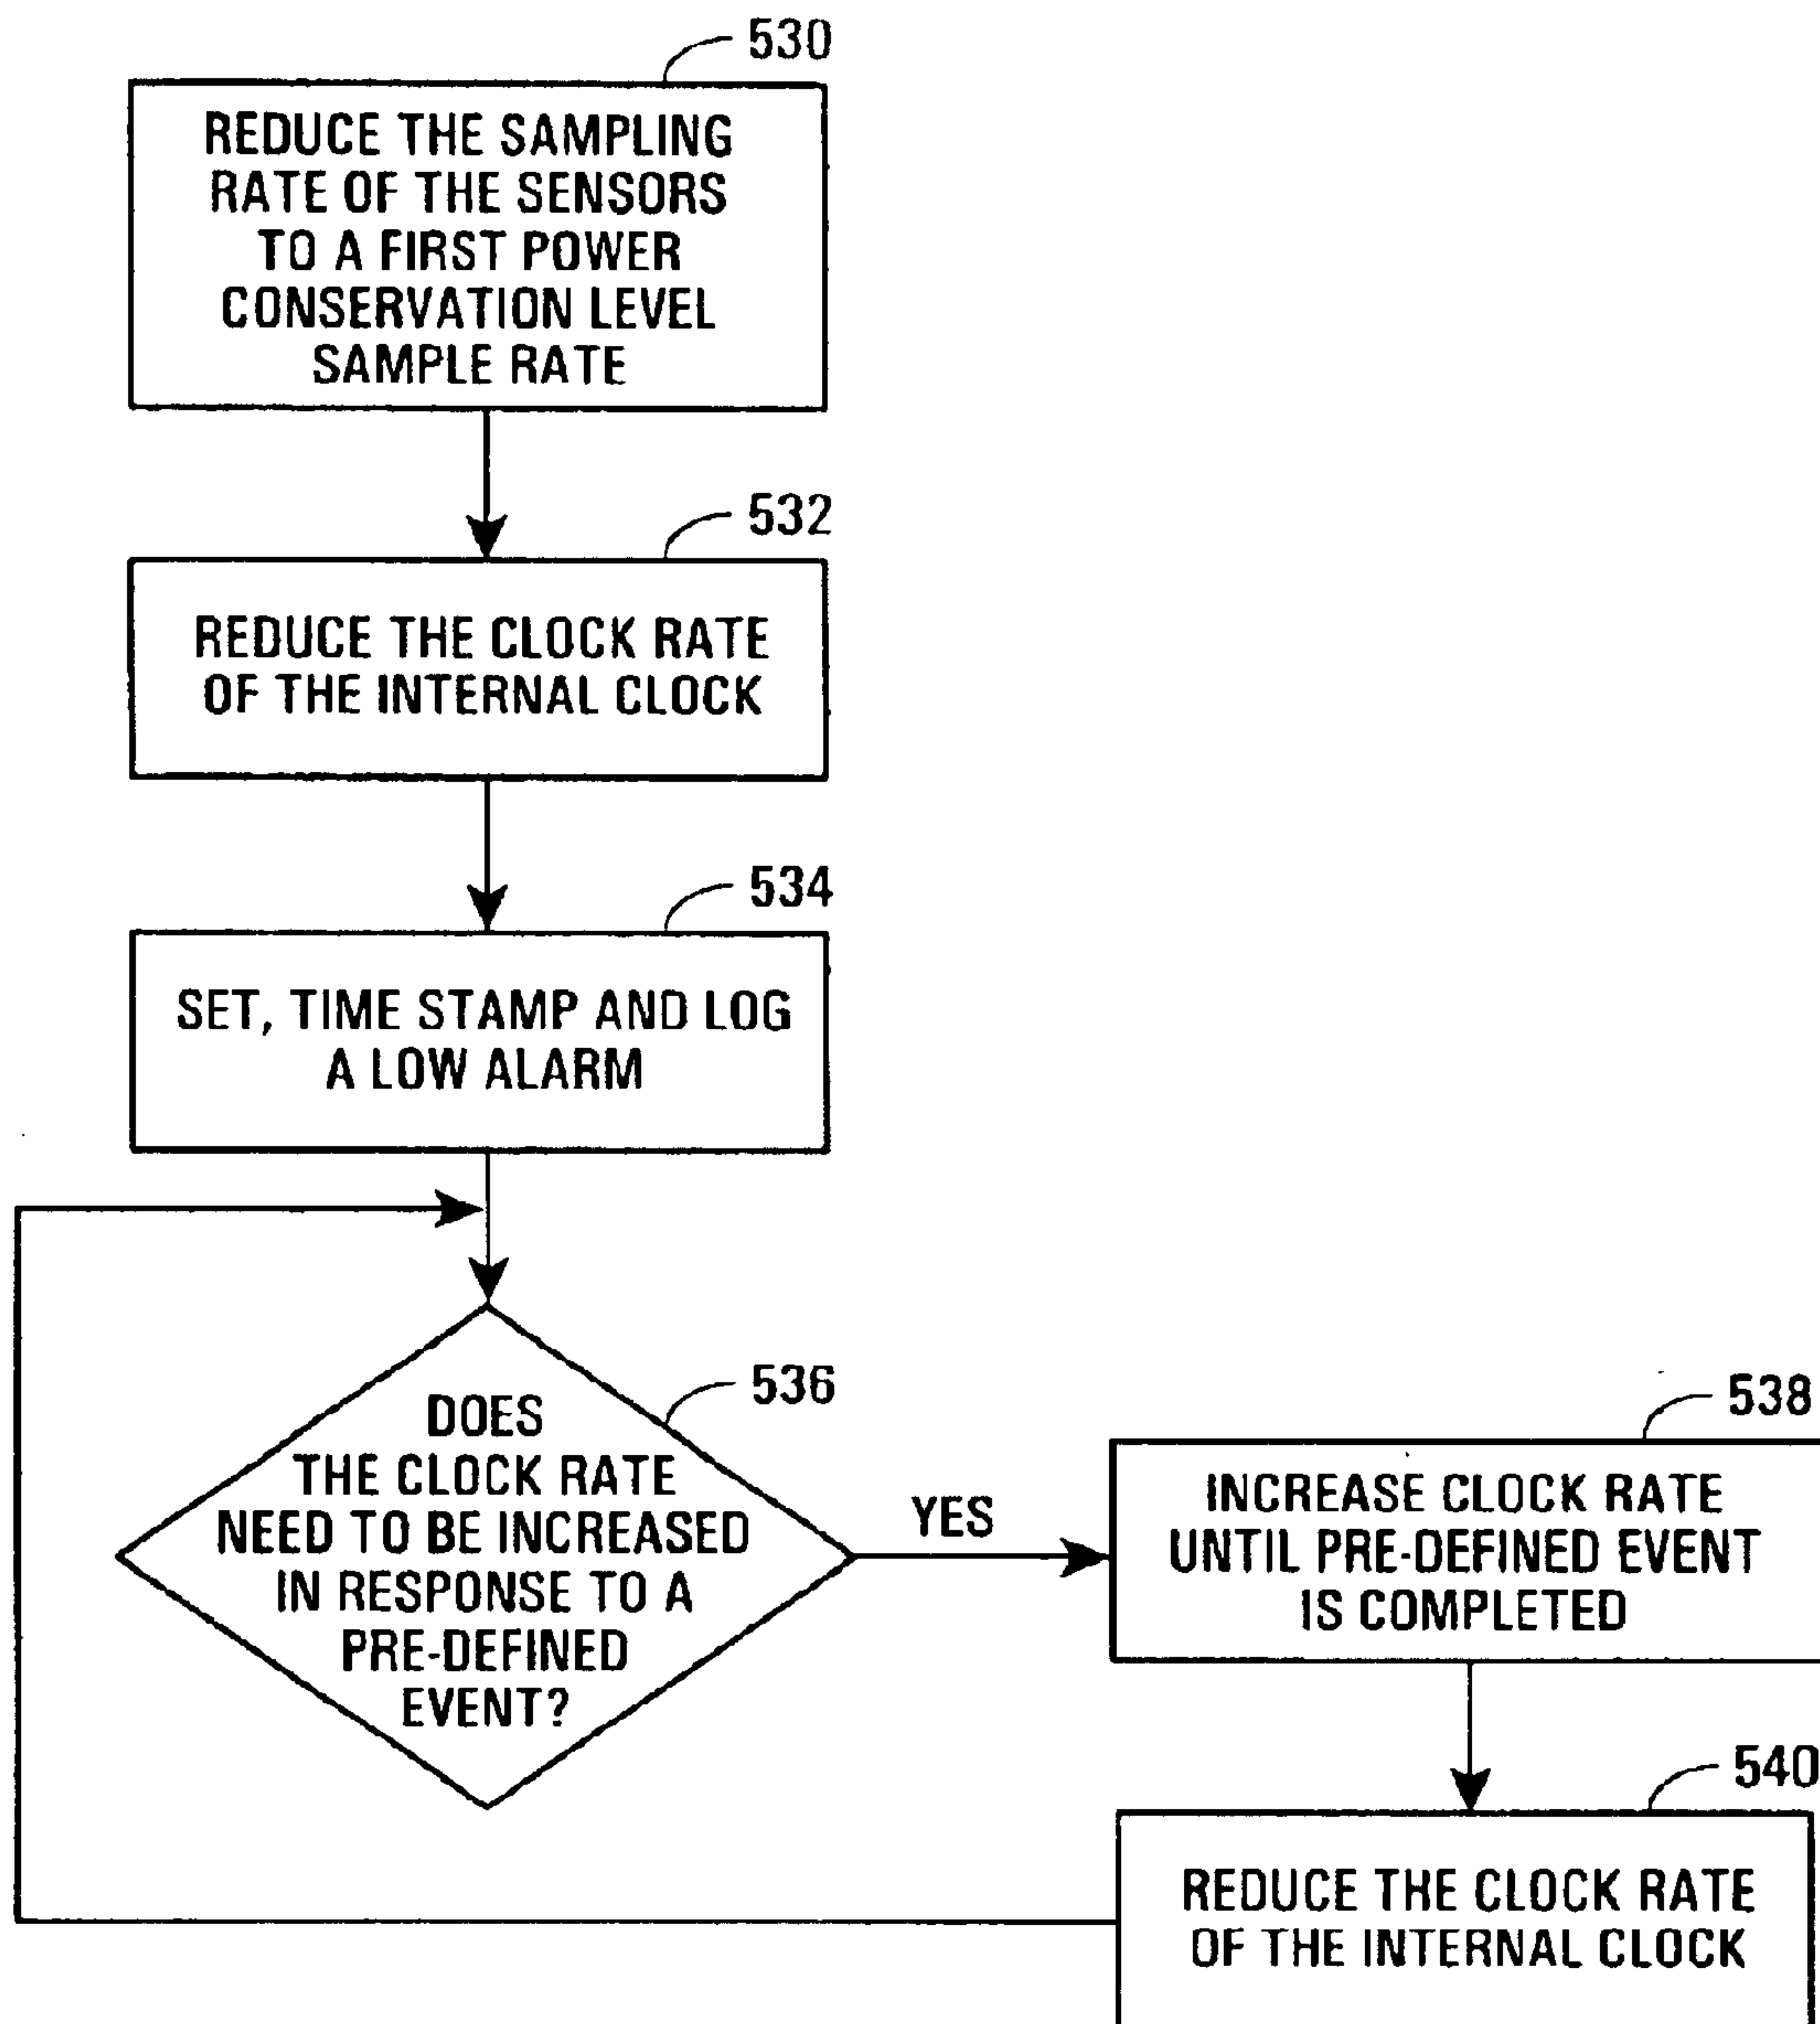 530
REDUCE THE SAMPLING
RATE OF THE SENSORS
TO A FIRST POWER
CONSERVATION LEVEL
SAMPLE RATE
532
REDUCE THE CLOCK RATE
OF THE INTERNAL CLOCK
534
SET, TIME STAMP AND LOG
A LOW ALARM
536
DOES
THE CLOCK RATE
NEED TO BE INCREASED
IN RESPONSE TO A
PRE-DEFINED
EVENT?
YES
538
INCREASE CLOCK RATE
UNTIL PRE-DEFINED EVENT
IS COMPLETED
540
REDUCE THE CLOCK RATE
OF THE INTERNAL CLOCK